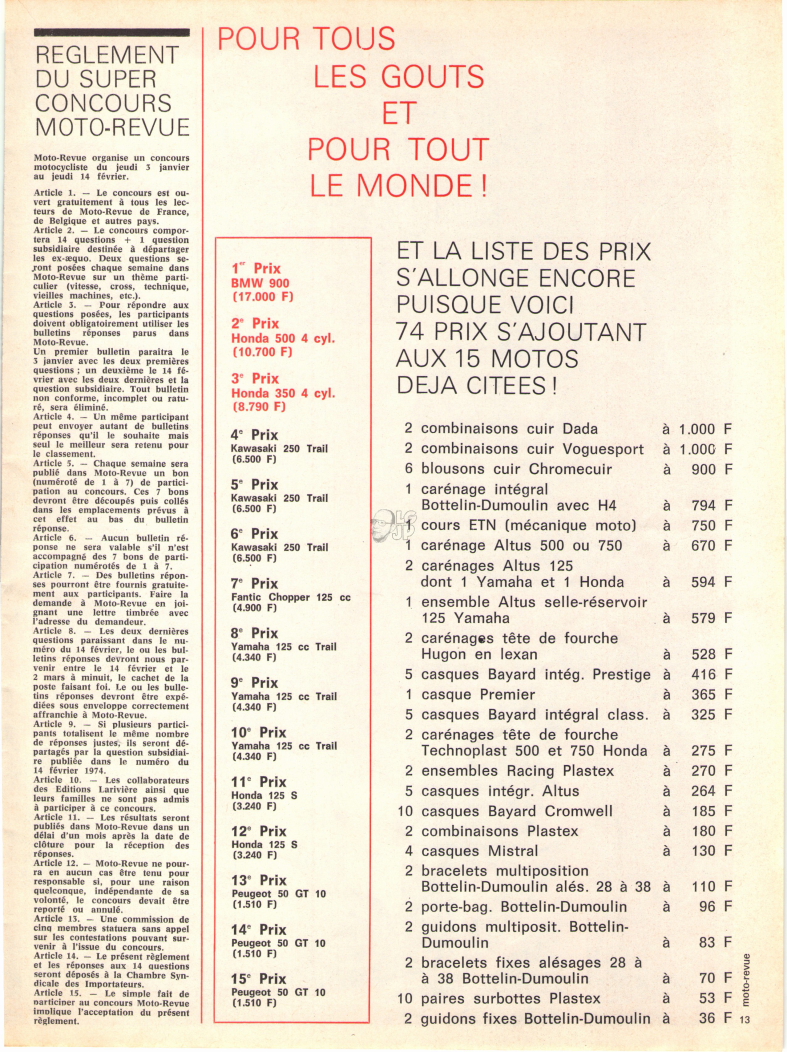 REGLEMENT
DU SUPER
CONCOURS
MOTO-REVUE
Moto-Revue organise un concours
motocycliste du jeudi 3 janvier
au jeudi 14 février.
Article 1. — Le concours est ou-
vert gratuitement à tous les lec-
teurs de Moto-Revue de France,
de Belgique et autres pays.
Article 2. — Le concours compor-
tera 14 questions + 1 question
subsidiaire destinée à départager
les ex-æquo. Deux questions se-
ront posées chaque semaine dans
Moto-Revue sur un thème parti-
culier (vitesse, cross, technique,
vieilles machines, etc.).
Article 3. — Pour répondre aux
questions posées, les participants
doivent obligatoirement utiliser les
bulletins réponses parus dans
Moto-Revue.
Un premier bulletin paraitra le
3 janvier avec les deux premières
questions ; un deuxième le 14 fé-
vrier avec les deux dernières et la
question subsidiaire. Tout bulletin
non conforme, incomplet ou ratu-
ré, sera éliminé.
Article 4. — Un même participant
peut envoyer autant de bulletins
réponses qu'il le souhaite mais
seul le meilleur sera retenu pour
le classement.
Article 5. — Chaque semaine sera
publié dans Moto-Revue un bon
(numéroté de 1 à 7) de partici-
pation au concours. Ces 7 bons
devront être découpés puis collés
dans les emplacements prévus à
cet effet au bas du bulletin
réponse.
Article 6. — Aucun bulletin ré-
ponse ne sera valable s'il n'est
accompagné des 7 bons de parti-
cipation numérotés de 1 à 7.
Article 7. — Des bulletins répon-
ses pourront être fournis gratuite-
ment aux participants. Faire la
demande à Moto-Revue en joi-
gnant une lettre timbrée avec
l'adresse du demandeur.
Article 8. — Les deux dernières
questions paraissant dans le nu-
méro du 14 février, le ou les bul-
letins réponses devront nous par-
venir entre le 14 février et le
2 mars à minuit, le cachet de la
poste faisant foi. Le ou les bulle-
tins réponses devront être expé-
diées sous enveloppe correctement
affranchie à Moto-Revue.
Article 9. — Si plusieurs partici-
pants totalisent le même nombre
de réponses justes, ils seront dé-
partagés par la question subsidiai-
re publiée dans le numéro du
14 février 1974.
Article 10. — Les collaborateurs
des Editions Larivière ainsi que
leurs familles ne sont pas admis
à participer à ce concours.
Article 11. — Les résultats seront
publiés dans Moto-Revue dans un
délai d'un mois après la date de
clôture pour la réception des
réponses.
Article 12. — Moto-Revue ne pour-
ra en aucun cas être tenu pour
responsable si, pour une raison
quelconque, indépendante de sa
volonté, le concours devait être
reporté ou annulé.
Article 13. — Une commission de
cinq membres statuera sans appel
sur les contestations pouvant sur-
venir à l'issue du concours.
Article 14. — Le présent règlement
et les réponses aux 14 questions
seront déposés à la Chambre Syn-
dicale des Importateurs.
Article 15. — Le simple fait de
participer au concours Moto-Revue
implique l'acceptation du présent
règlement.
POUR TOUS
LES GOUTS
ET
POUR TOUT
LE MONDE !
1er Prix
BMW 900
(17.000 F)
2e Prix
Honda 500 4 cyl.
(10.700 F)
3e Prix
Honda 350 4 cyl.
(8.790 F)
4e Prix
Kawasaki 250 Trail
(6.500 F)
5e Prix
Kawasaki 250 Trail
(6.500 F)
6e Prix
Kawasaki 250 Trail
(6.500 F)
7e Prix
Fantic Chopper 125 cc
(4.900 F)
8e Prix
Yamaha 125 cc Trail
(4.340 F)
9e Prix
Yamaha 125 cc Trail
(4.340 F)
10e Prix
Yamaha 125 cc Trail
(4.340 F)
11e Prix
Honda 125 S
(3.240 F)
12e Prix
Honda 125 S
(3.240 F)
13e Prix
Peugeot 50 GT 10
(1.510 F)
14e Prix
Peugeot 50 GT 10
(1.510 F)
15e Prix
Peugeot 50 GT 10
(1.510 F)
ET LA LISTE DES PRIX
S'ALLONGE ENCORE
PUISQUE VOICI
74 PRIX S'AJOUTANT
AUX 15 MOTOS
DEJA CITEES !
2 combinaisons cuir Dada à 1.000 F
2 combinaisons cuir Voguesport à 1.000 F
6 blousons cuir Chromecuir à 900 F
1 carénage intégral
Bottelin-Dumoulin avec H4 à 794 F
1 cours ETN (mécanique moto) à 750 F
1 carénage Altus 500 ou 750 à 670 F
2 carénages Altus 125
dont 1 Yamaha et 1 Honda à 594 F
1 ensemble Altus selle-réservoir
125 Yamaha à 579 F
2 carénages tête de fourche
Hugon en lexan à 528 F
5 casques Bayard intég. Prestige à 416 F
1 casque Premier à 365 F
5 casques Bayard intégral class. à 325 F
2 carénages tête de fourche
Technoplast 500 et 750 Honda à 275 F
2 ensembles Racing Plastex à 270 F
5 casques intégr. Altus à 264 F
10 casques Bayard Cromwell à 185 F
2 combinaisons Plastex à 180 F
4 casques Mistral à 130 F
2 bracelets multiposition
Bottelin-Dumoulin alés. 28 à 38 à 110 F
2 porte-bag. Bottelin-Dumoulin à 96 F
2 guidons multiposit. Bottelin-
Dumoulin à 83 F
2 bracelets fixes alésages 28 à
à 38 Bottelin-Dumoulin à 70 F
10 paires surbottes Plastex à 53 F
2 guidons fixes Bottelin-Dumoulin à 36 F
moto-revue
13